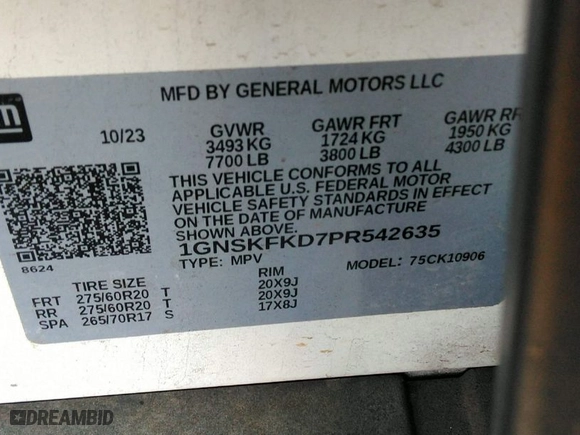 MFD BY GENERAL MOTORS LLC
gm
10/23 GVWR GAWR FRT GAWR RR
3493 KG 1724 KG 1950 KG
7700 LB 3800 LB 4300 LB
THIS VEHICLE CONFORMS TO ALL
APPLICABLE U.S. FEDERAL MOTOR
VEHICLE SAFETY STANDARDS IN EFFECT
ON THE DATE OF MANUFACTURE
1GNSKFKD7PR542635
8624 TYPE: MPV MODEL: 75CK10906
TIRE SIZE RIM
FRT 275/60R20 T 20X9J
RR 275/60R20 T 20X9J
SPA 265/70R17 S 17X8J
DREAMBID